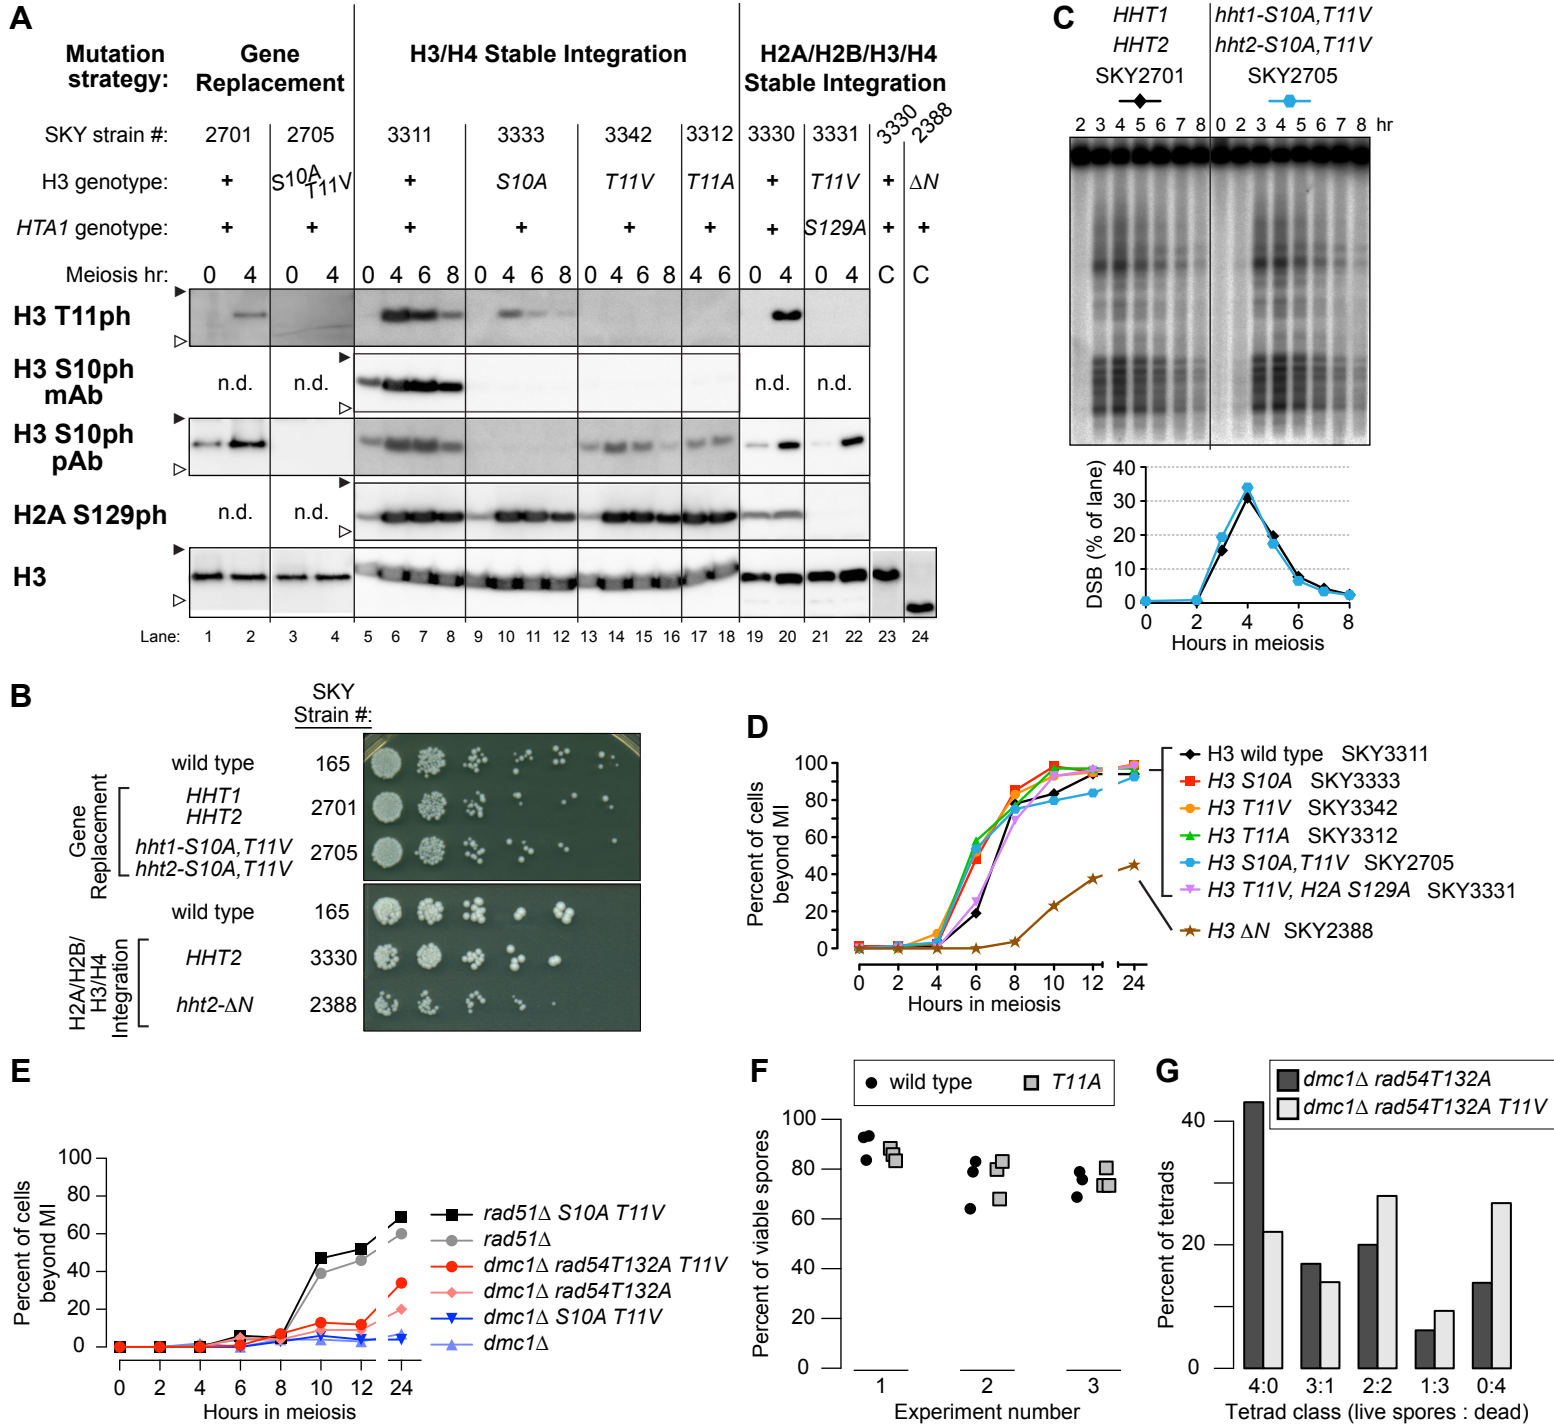 A
Mutation strategy:
Gene Replacement
H3/H4 Stable Integration
H2A/H2B/H3/H4 Stable Integration
SKY strain #: 2701 2705 3311 3333 3342 3312 3330 3331 3330 2388
H3 genotype: + S10A T11V + S10A T11V T11A + T11V + ΔN
HTA1 genotype: + + + + + + + S129A + +
Meiosis hr: 0 4 0 4 0 4 6 8 0 4 6 8 0 4 6 8 4 6 0 4 0 4 C C
H3 T11ph
H3 S10ph mAb n.d. n.d. n.d. n.d.
H3 S10ph pAb
H2A S129ph n.d. n.d.
H3
Lane: 1 2 3 4 5 6 7 8 9 10 11 12 13 14 15 16 17 18 19 20 21 22 23 24
B
SKY Strain #:
Gene Replacement
wild type 165
HHT1 HHT2 2701
hht1-S10A,T11V hht2-S10A,T11V 2705
H2A/H2B/ H3/H4 Integration
wild type 165
HHT2 3330
hht2-ΔN 2388
C
HHT1 hht1-S10A,T11V
HHT2 hht2-S10A,T11V
SKY2701 SKY2705
2 3 4 5 6 7 8 0 2 3 4 5 6 7 8 hr
DSB (% of lane)
40
30
20
10
0
0 2 4 6 8
Hours in meiosis
D
Percent of cells beyond MI
100
80
60
40
20
0
0 2 4 6 8 10 12 24
Hours in meiosis
H3 wild type SKY3311
H3 S10A SKY3333
H3 T11V SKY3342
H3 T11A SKY3312
H3 S10A,T11V SKY2705
H3 T11V, H2A S129A SKY3331
H3 ΔN SKY2388
E
Percent of cells beyond MI
100
80
60
40
20
0
0 2 4 6 8 10 12 24
Hours in meiosis
rad51Δ S10A T11V
rad51Δ
dmc1Δ rad54T132A T11V
dmc1Δ rad54T132A
dmc1Δ S10A T11V
dmc1Δ
F
wild type T11A
Percent of viable spores
100
80
60
40
20
0
1 2 3
Experiment number
G
dmc1Δ rad54T132A
dmc1Δ rad54T132A T11V
Percent of tetrads
40
20
0
4:0 3:1 2:2 1:3 0:4
Tetrad class (live spores : dead)